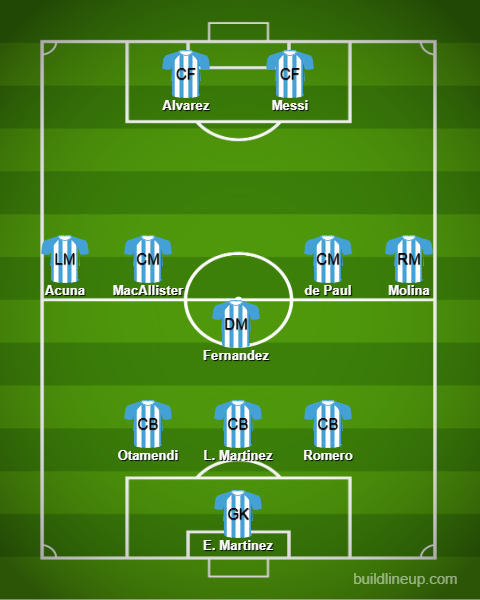 CF
CF
Alvarez
Messi
LM
CM
CM
RM
Acuna
MacAllister
de Paul
Molina
DM
Fernandez
CB
CB
CB
Otamendi
L. Martinez
Romero
GK
E. Martinez
buildlineup.com